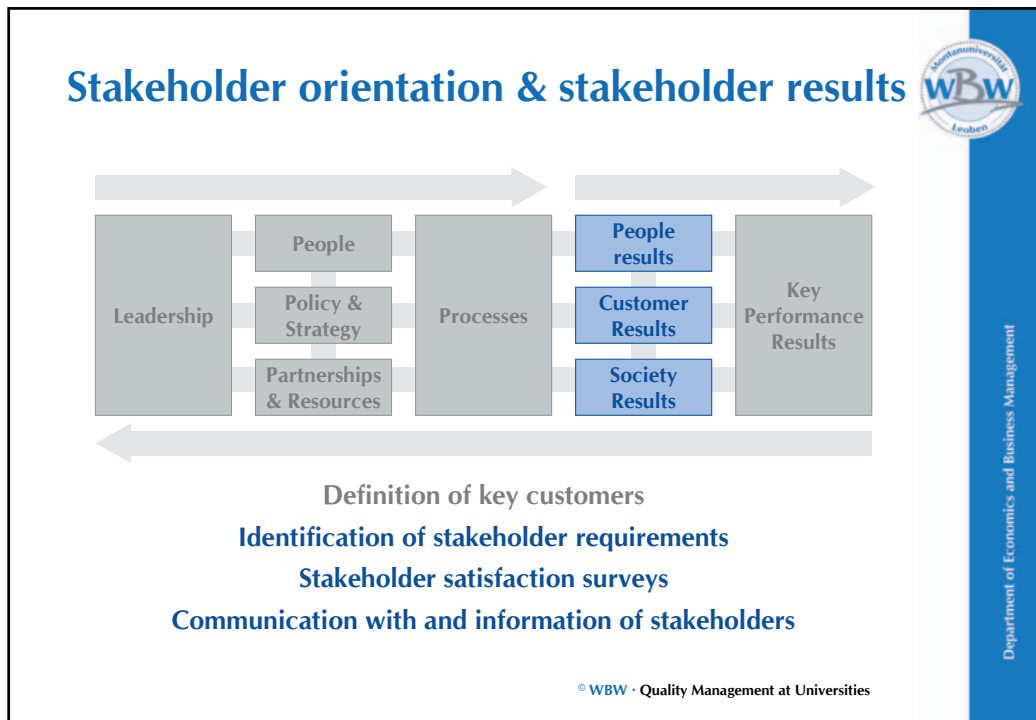 Stakeholder orientation & stakeholder results
Montanuniversität
WBW
Leoben
Leadership
People
Policy &
Strategy
Partnerships
& Resources
Processes
People
results
Customer
Results
Society
Results
Key
Performance
Results
Definition of key customers
Identification of stakeholder requirements
Stakeholder satisfaction surveys
Communication with and information of stakeholders
Department of Economics and Business Management
© WBW · Quality Management at Universities